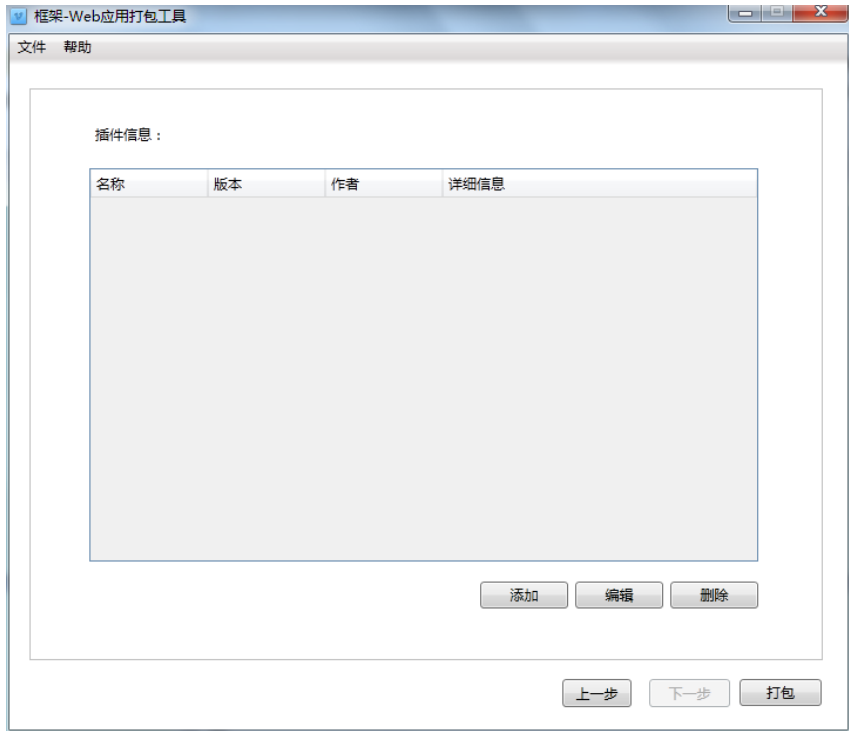 框架-Web应用打包工具
文件 帮助
插件信息：
名称 版本 作者 详细信息
添加 编辑 删除
上一步 下一步 打包